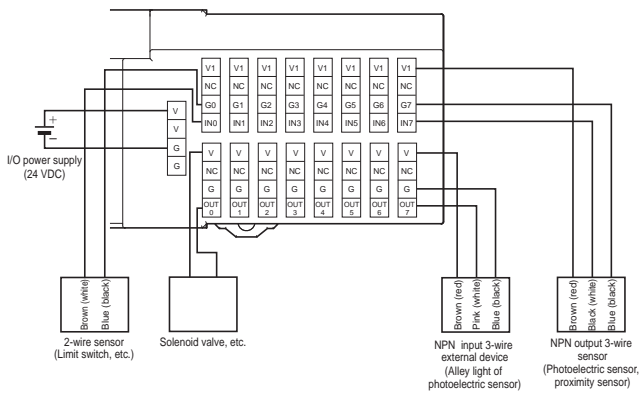 V1 V1 V1 V1 V1 V1 V1 V1
NC NC NC NC NC NC NC NC
G0 G1 G2 G3 G4 G5 G6 G7
IN0 IN1 IN2 IN3 IN4 IN5 IN6 IN7
V
V
G
G
+
−
I/O power supply
(24 VDC)
V V V V V V V V
NC NC NC NC NC NC NC NC
G G G G G G G G
OUT OUT OUT OUT OUT OUT OUT OUT
0 1 2 3 4 5 6 7
Brown (white)
Blue (black)
2-wire sensor
(Limit switch, etc.)
Solenoid valve, etc.
Brown (red)
Pink (white)
Blue (black)
NPN input 3-wire
external device
(Alley light of
photoelectric sensor)
Brown (red)
Black (white)
Blue (black)
NPN output 3-wire
sensor
(Photoelectric sensor,
proximity sensor)